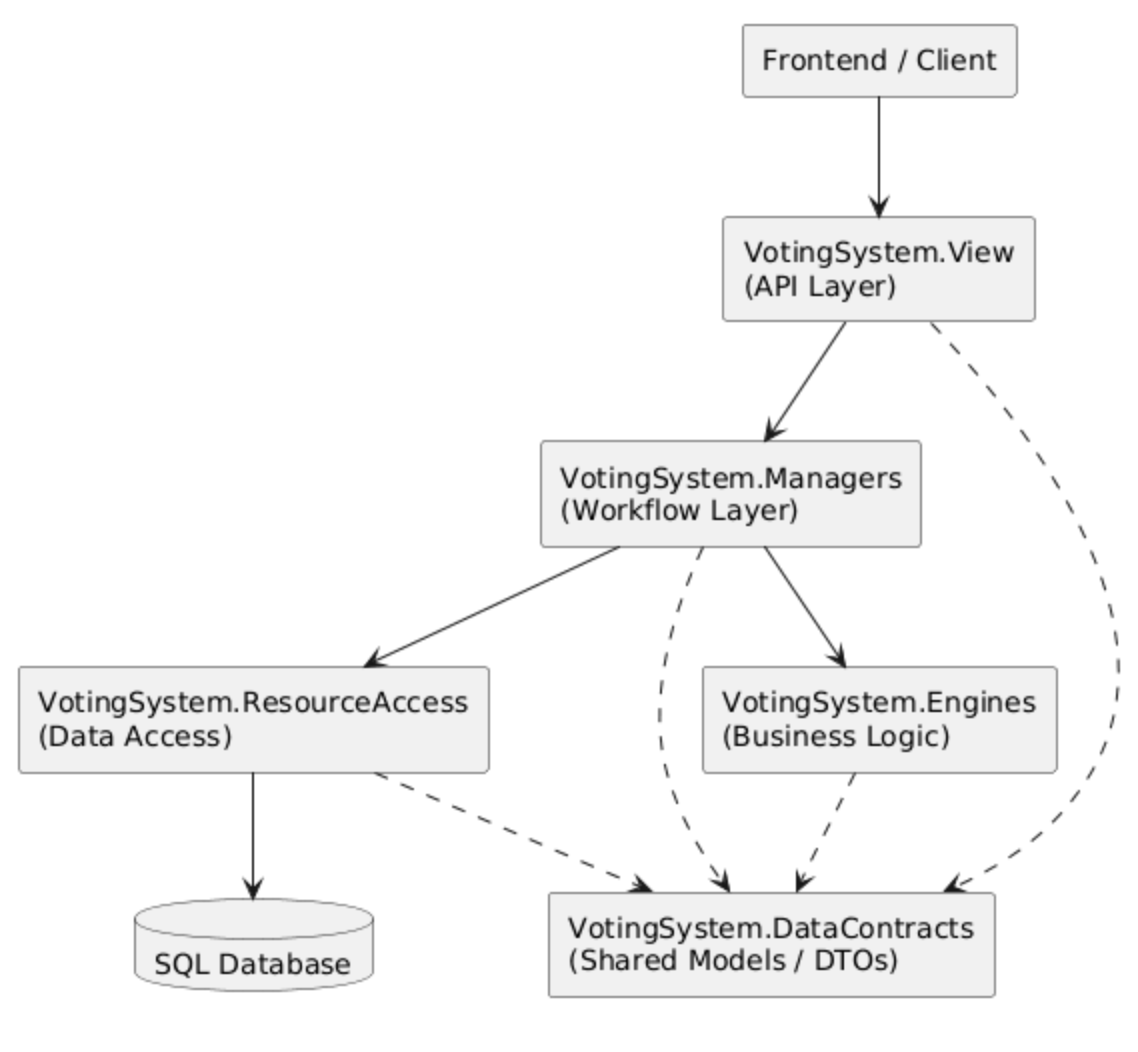 Frontend / Client
VotingSystem.View
(API Layer)
VotingSystem.Managers
(Workflow Layer)
VotingSystem.ResourceAccess
(Data Access)
VotingSystem.Engines
(Business Logic)
SQL Database
VotingSystem.DataContracts
(Shared Models / DTOs)